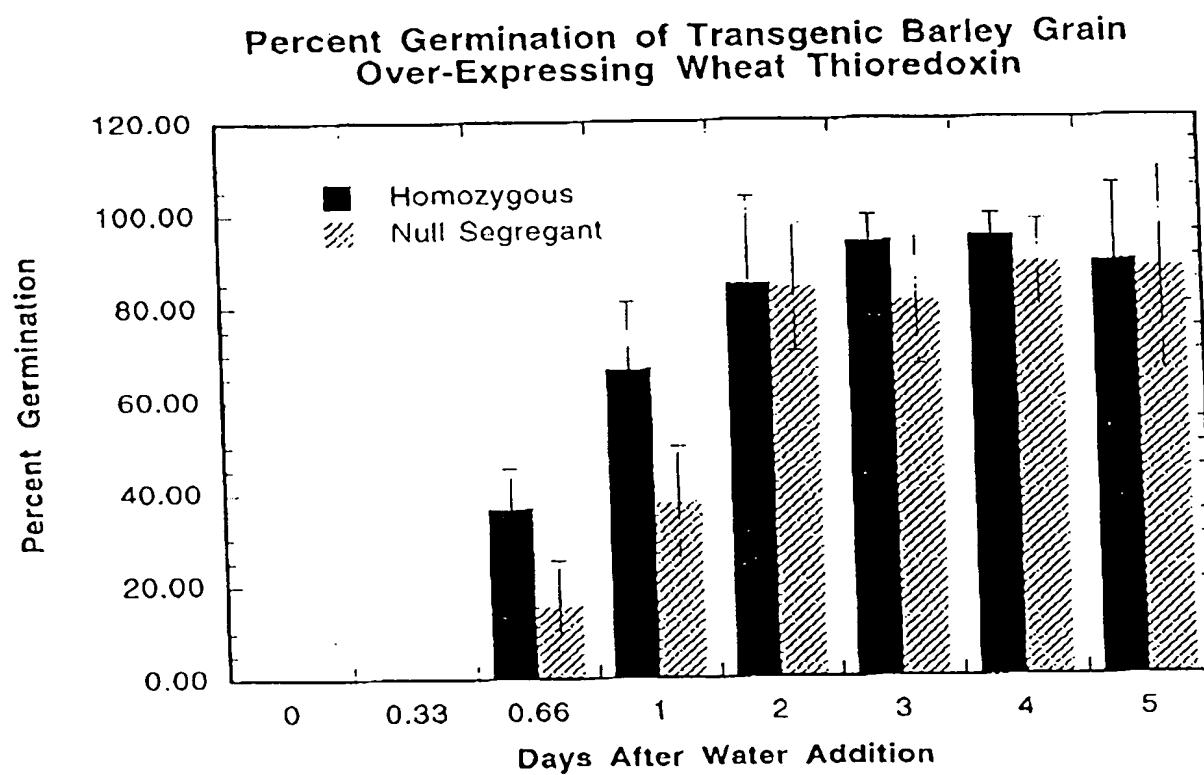 Percent Germination of Transgenic Barley Grain
Over-Expressing Wheat Thioredoxin
120.00
100.00
80.00
60.00
40.00
20.00
0.00
Percent Germination
Homozygous
Null Segregant
0 0.33 0.66 1 2 3 4 5
Days After Water Addition